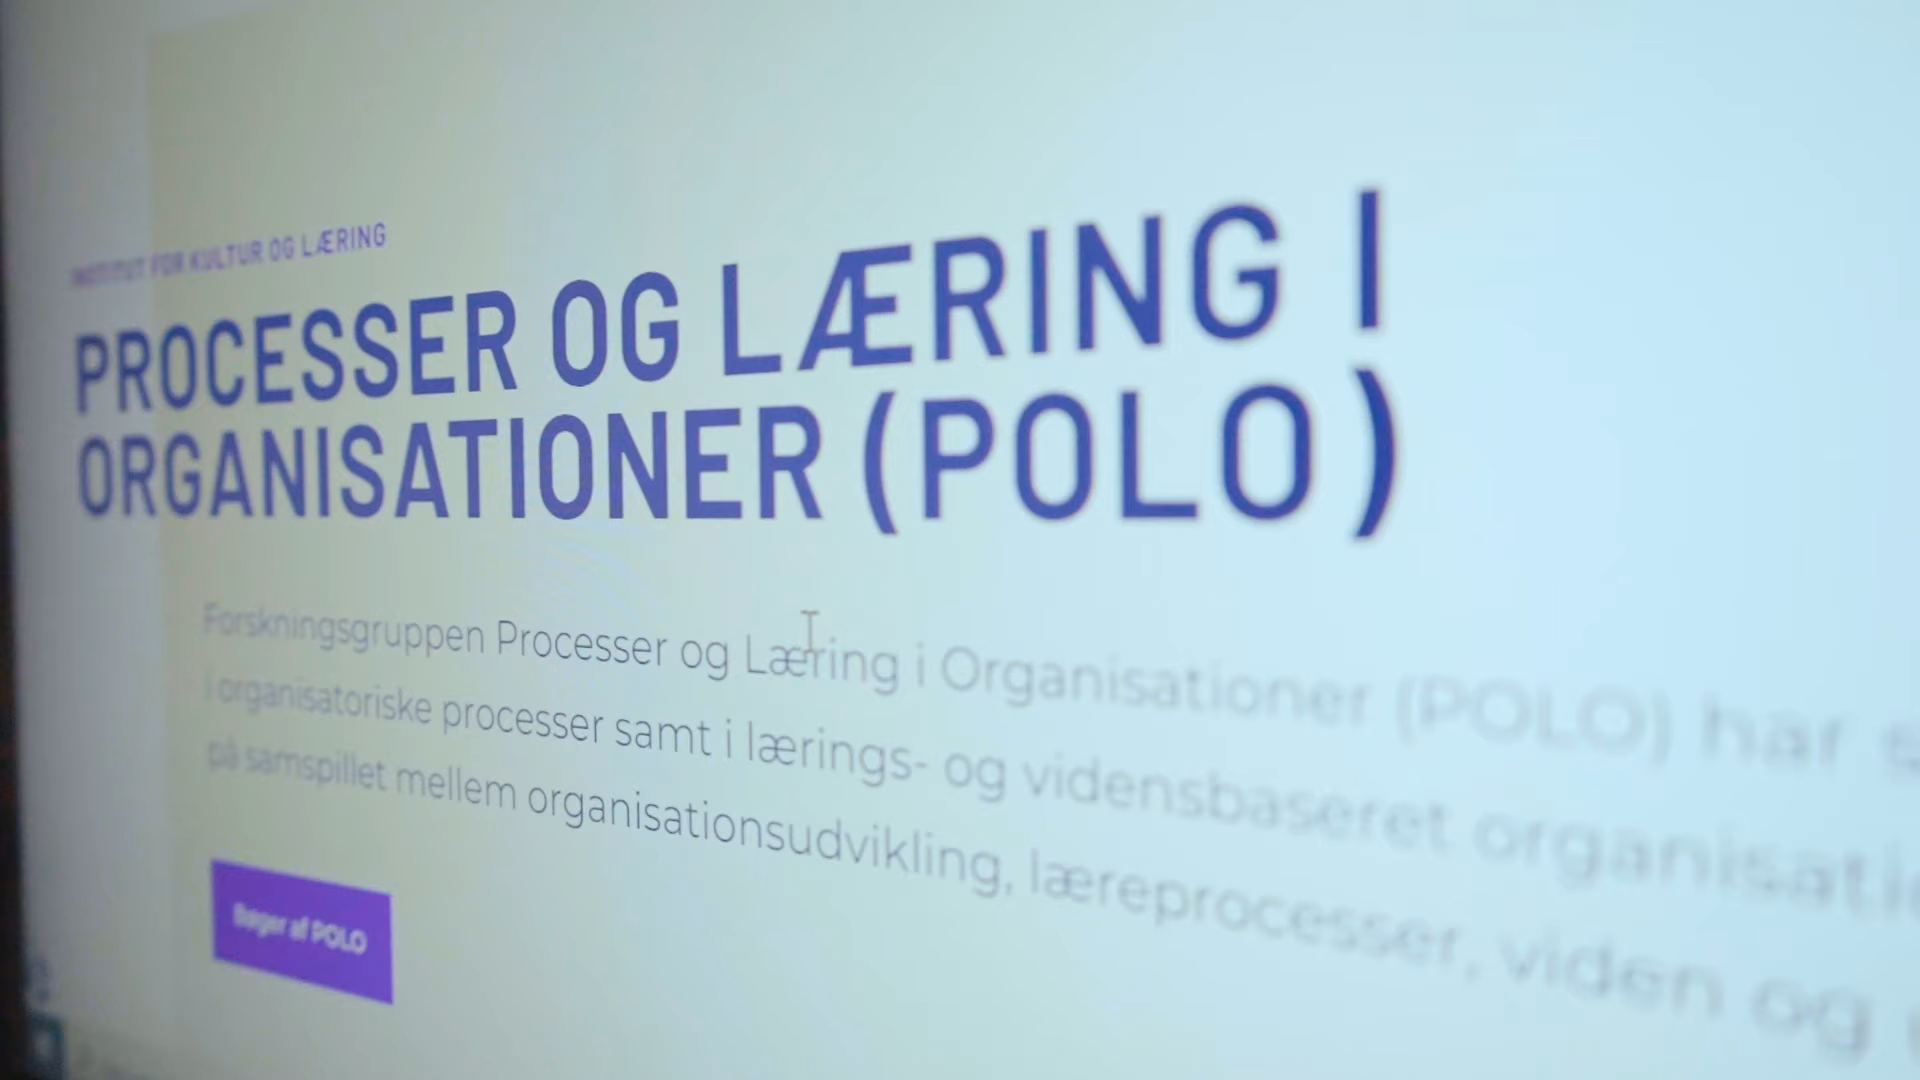 INSTITUT FOR KULTUR OG LÆRING
PROCESSER OG LÆRING I
ORGANISATIONER (POLO)
Forskningsgruppen Processer og Læring i Organisationer (POLO) har
i organisatoriske processer samt i lærings- og vidensbaseret
på samspillet mellem organisationsudvikling, læreprocesser, viden og
Bøger af POLO